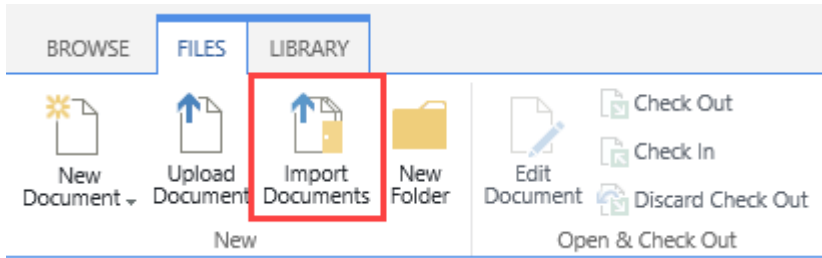 BROWSE FILES LIBRARY
New Document
Upload Document
Import Documents
New Folder
New
Edit Document
Check Out
Check In
Discard Check Out
Open & Check Out